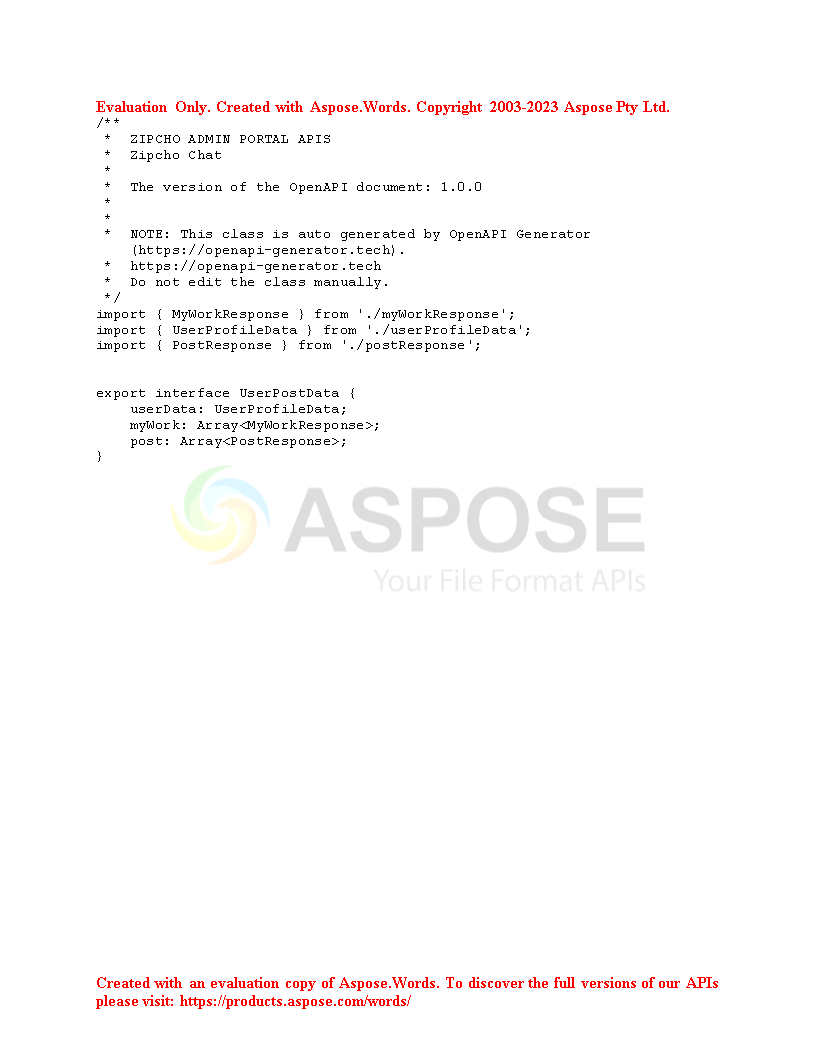 Evaluation Only. Created with Aspose.Words. Copyright 2003-2023 Aspose Pty Ltd.
/**
 *  ZIPCHO ADMIN PORTAL APIS
 *  Zipcho Chat
 *
 *  The version of the OpenAPI document: 1.0.0
 *
 *
 *  NOTE: This class is auto generated by OpenAPI Generator
    (https://openapi-generator.tech).
 *  https://openapi-generator.tech
 *  Do not edit the class manually.
 */
import { MyWorkResponse } from './myWorkResponse';
import { UserProfileData } from './userProfileData';
import { PostResponse } from './postResponse';
export interface UserPostData {
    userData: UserProfileData;
    myWork: Array<MyWorkResponse>;
    post: Array<PostResponse>;
}
ASPOSE
Your File Format APIs
Created with an evaluation copy of Aspose.Words. To discover the full versions of our APIs
please visit: https://products.aspose.com/words/